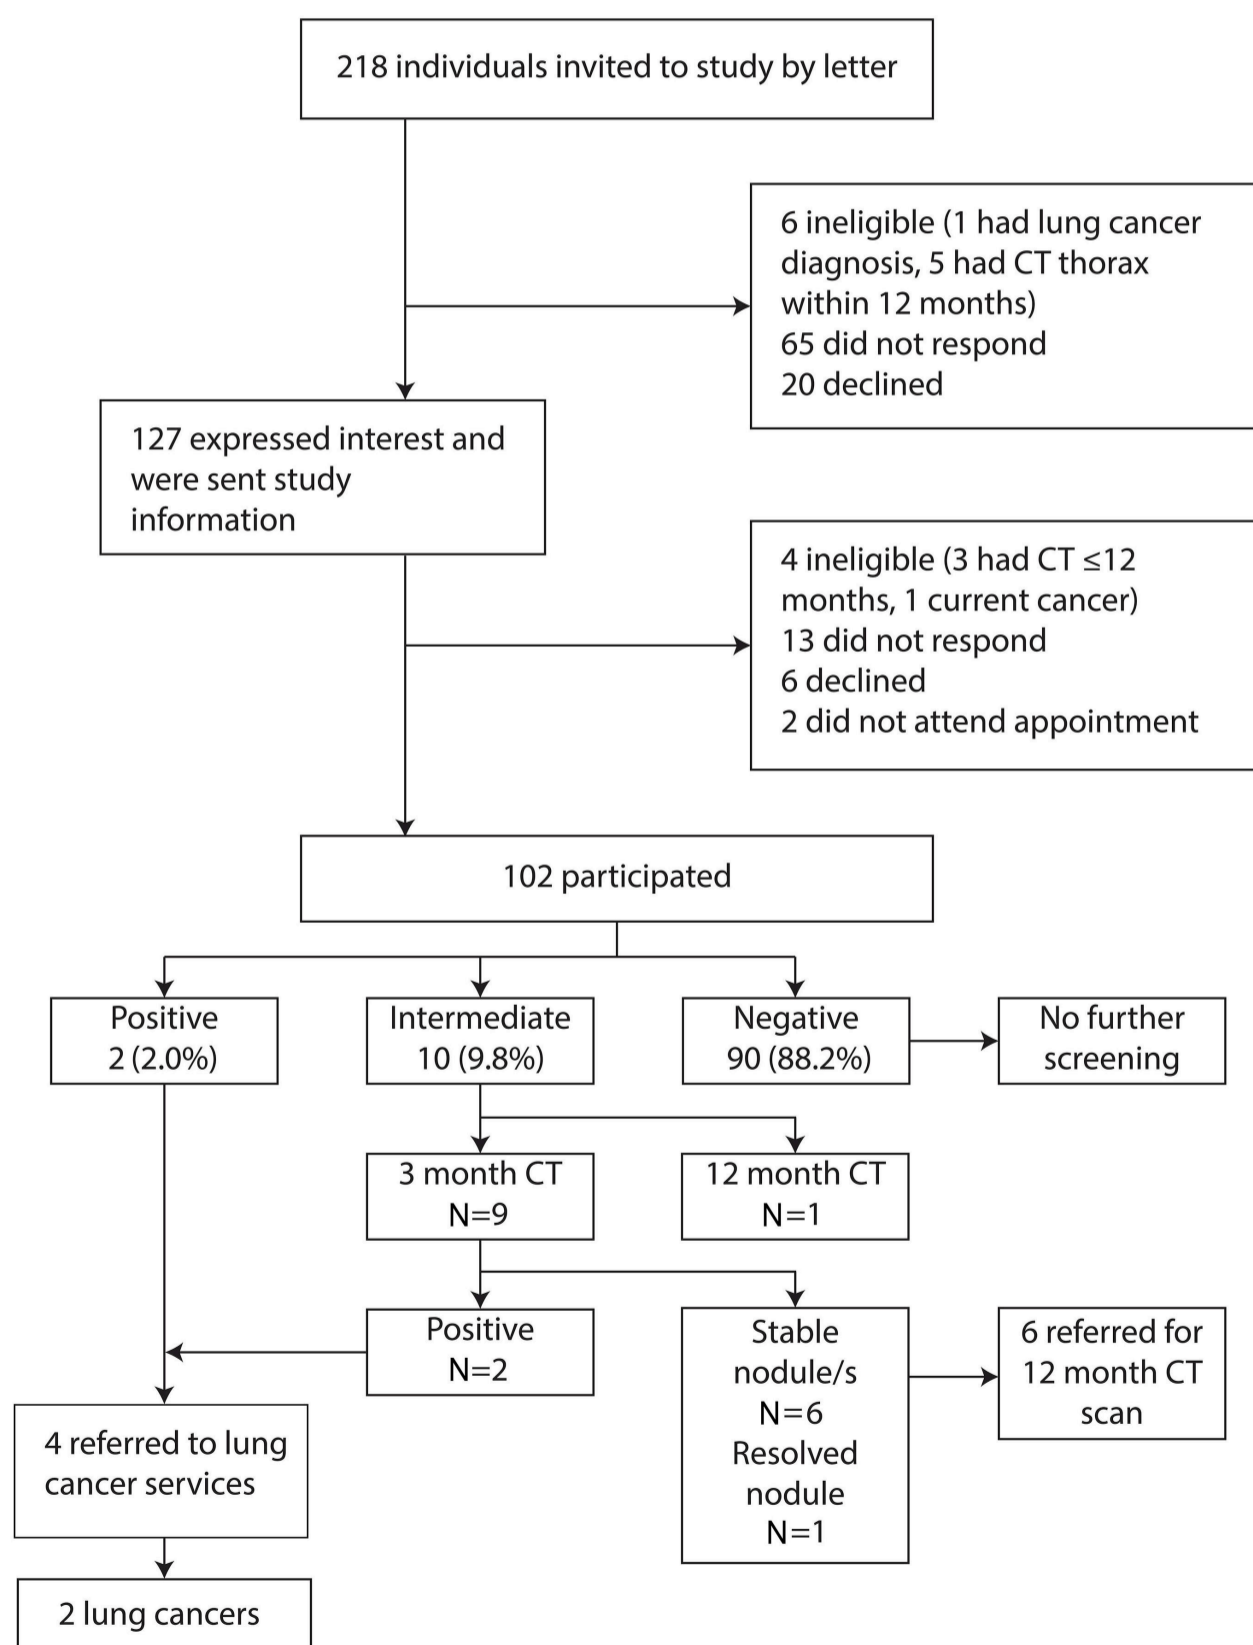 218 individuals invited to study by letter
6 ineligible (1 had lung cancer
diagnosis, 5 had CT thorax
within 12 months)
65 did not respond
20 declined
127 expressed interest and
were sent study
information
4 ineligible (3 had CT ≤12
months, 1 current cancer)
13 did not respond
6 declined
2 did not attend appointment
102 participated
Positive
2 (2.0%)
Intermediate
10 (9.8%)
Negative
90 (88.2%)
No further
screening
3 month CT
N=9
12 month CT
N=1
Positive
N=2
Stable
nodule/s
N=6
Resolved
nodule
N=1
6 referred for
12 month CT
scan
4 referred to lung
cancer services
2 lung cancers